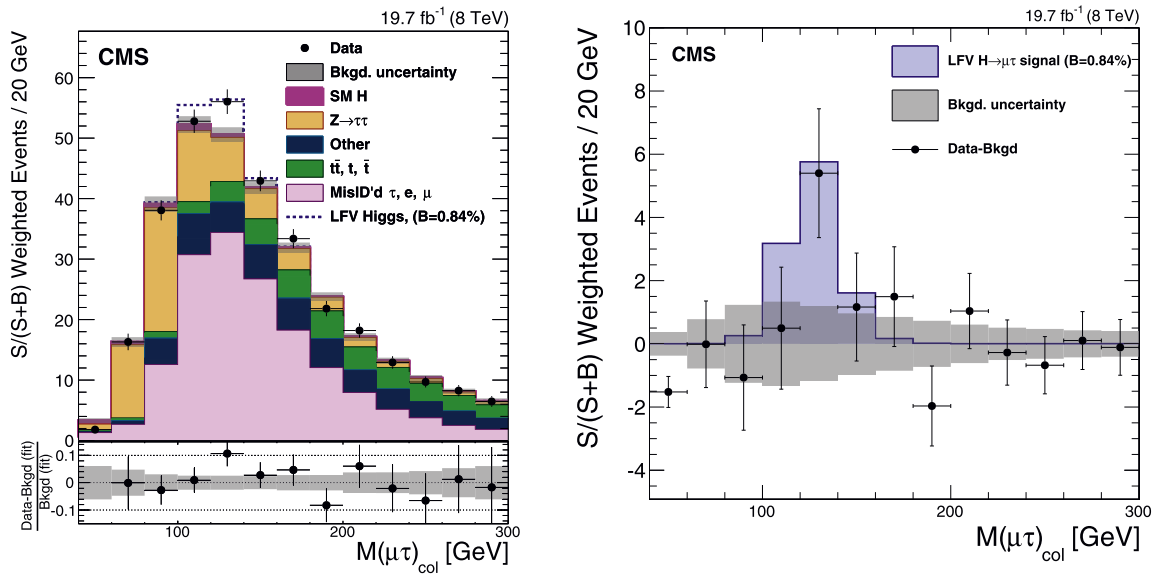 19.7 fb⁻¹ (8 TeV)
CMS
Data
Bkgd. uncertainty
SM H
Z→ττ
Other
tt̄, t, t̄
MisID'd τ, e, μ
LFV Higgs, (B=0.84%)
S/(S+B) Weighted Events / 20 GeV
60
50
40
30
20
10
0
Data-Bkgd (fit)
Bkgd (fit)
0.1
0
-0.1
100
200
300
M(μτ)col [GeV]
19.7 fb⁻¹ (8 TeV)
CMS
LFV H→μτ signal (B=0.84%)
Bkgd. uncertainty
Data-Bkgd
S/(S+B) Weighted Events / 20 GeV
10
8
6
4
2
0
-2
-4
100
200
300
M(μτ)col [GeV]